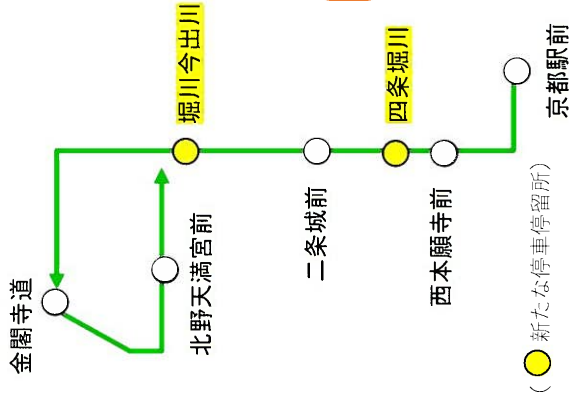 金閣寺道
北野天満宮前
堀川今出川
二条城前
四条堀川
西本願寺前
京都駅前
(新たな停車停留所)